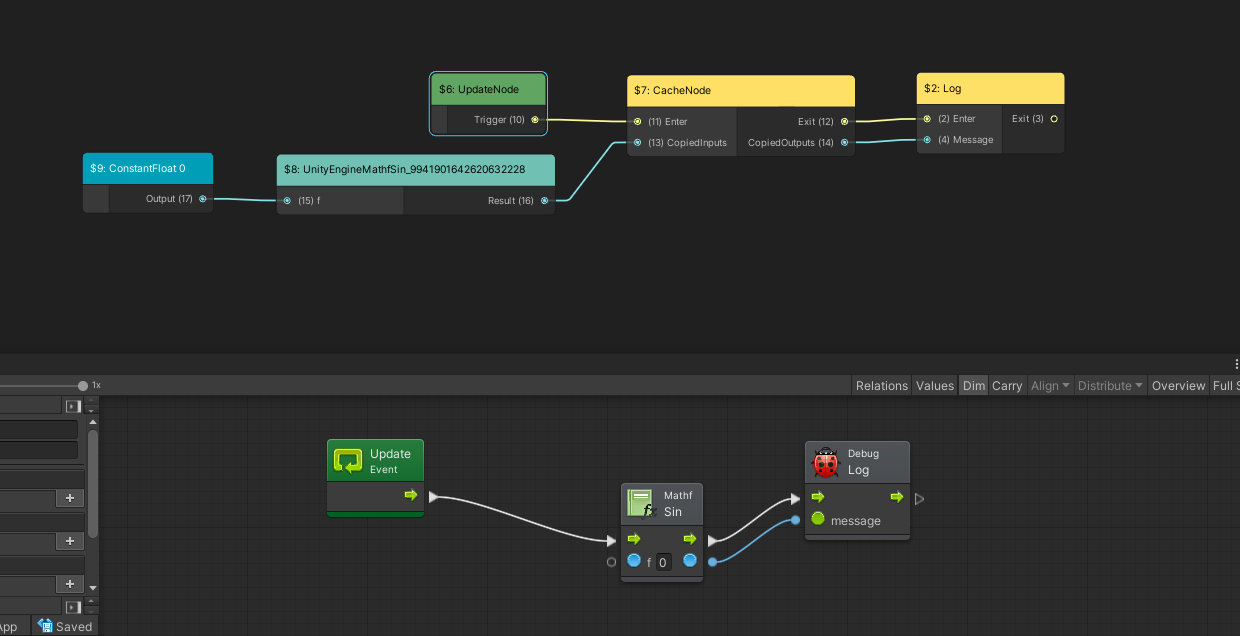 $6: UpdateNode
Trigger (10)
$7: CacheNode
(11) Enter
Exit (12)
(13) CopiedInputs
CopiedOutputs (14)
$2: Log
(2) Enter
Exit (3)
(4) Message
$9: ConstantFloat 0
Output (17)
$8: UnityEngineMathfSin_9941901642620632228
(15) f
Result (16)
1x
Relations
Values
Dim
Carry
Align
Distribute
Overview
Full S
Update
Event
Mathf
Sin
f 0
Debug
Log
message
App
Saved